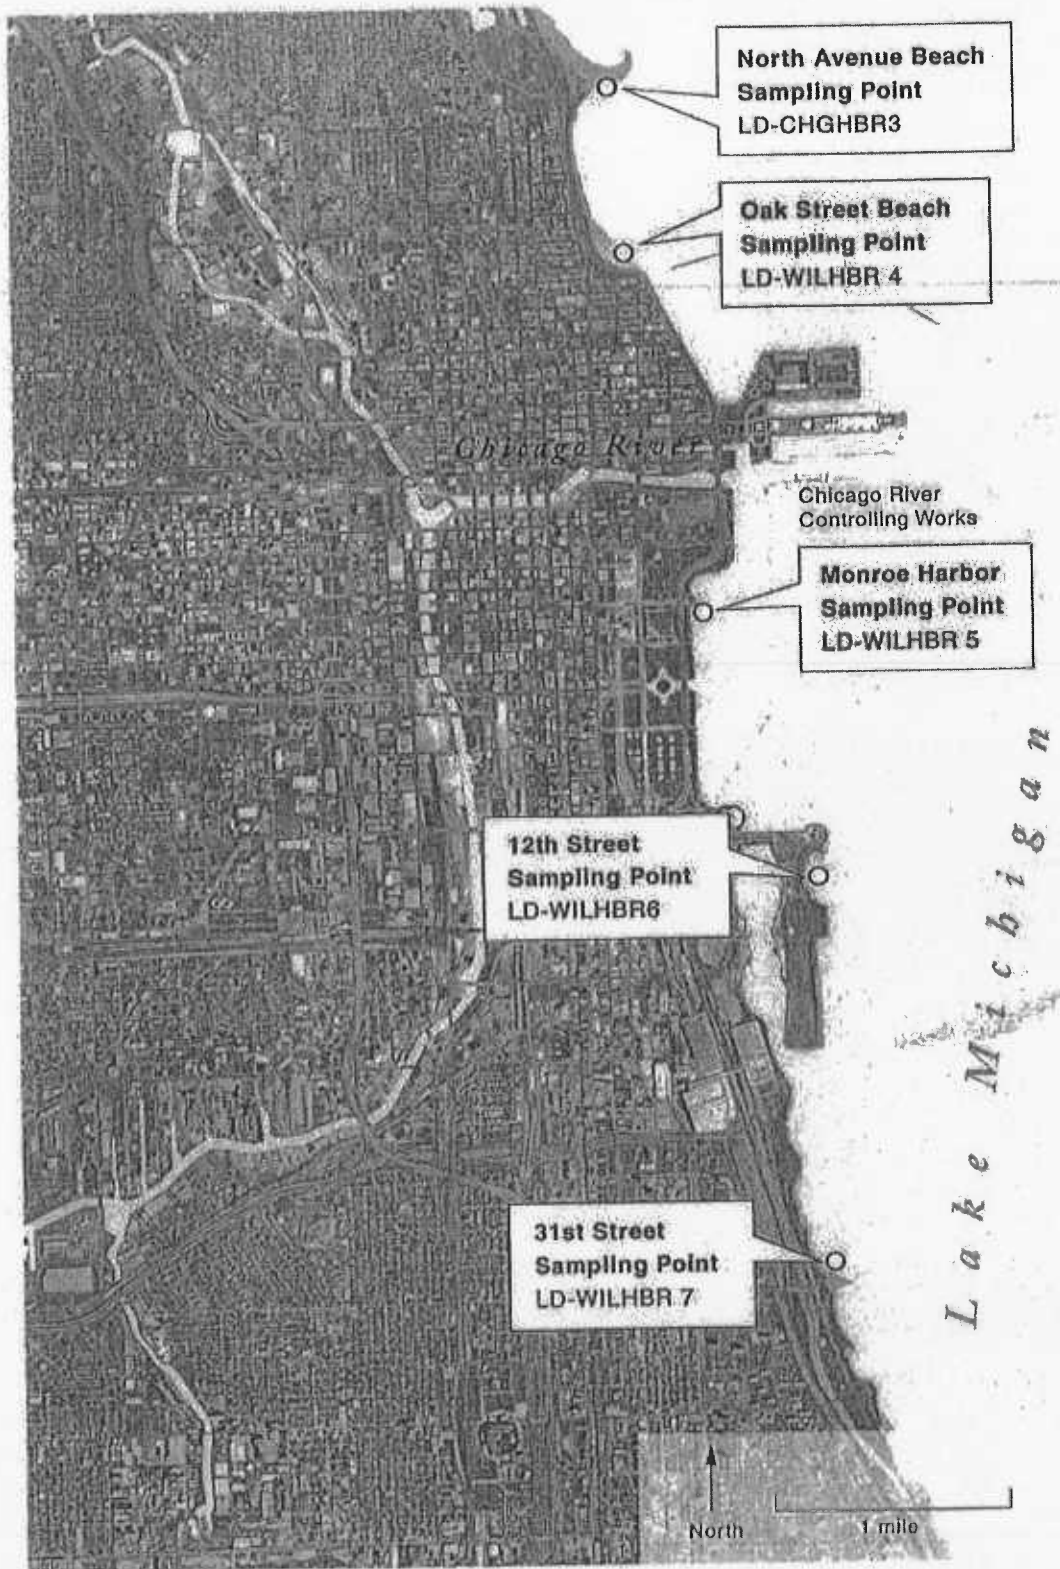 North Avenue Beach
Sampling Point
LD-CHGHBR3
Oak Street Beach
Sampling Point
LD-WILHBR 4
Chicago River
Chicago River
Controlling Works
Monroe Harbor
Sampling Point
LD-WILHBR 5
12th Street
Sampling Point
LD-WILHBR6
Lake Michigan
31st Street
Sampling Point
LD-WILHBR 7
North
1 mile